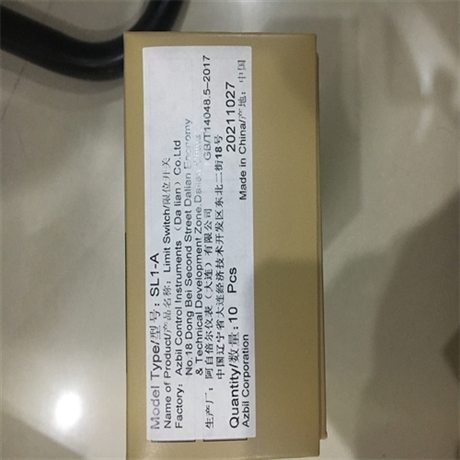 Model Type/型号: SL1-A
Name of Product/产品名称: Limit Switch/限位开关
Factory: Azbil Control Instruments (Da lian) Co.Ltd
No.18 Dong Bei Second Street Dalian Economy
& Technical Development Zone,Dalian
生产厂: 阿自倍尔仪表(大连)有限公司 GB/T14048.5-2017
中国辽宁省大连经济技术开发区东北二街18号
Quantity/数量:10 Pcs 20211027
Azbil Corporation Made in China/产地: 中国